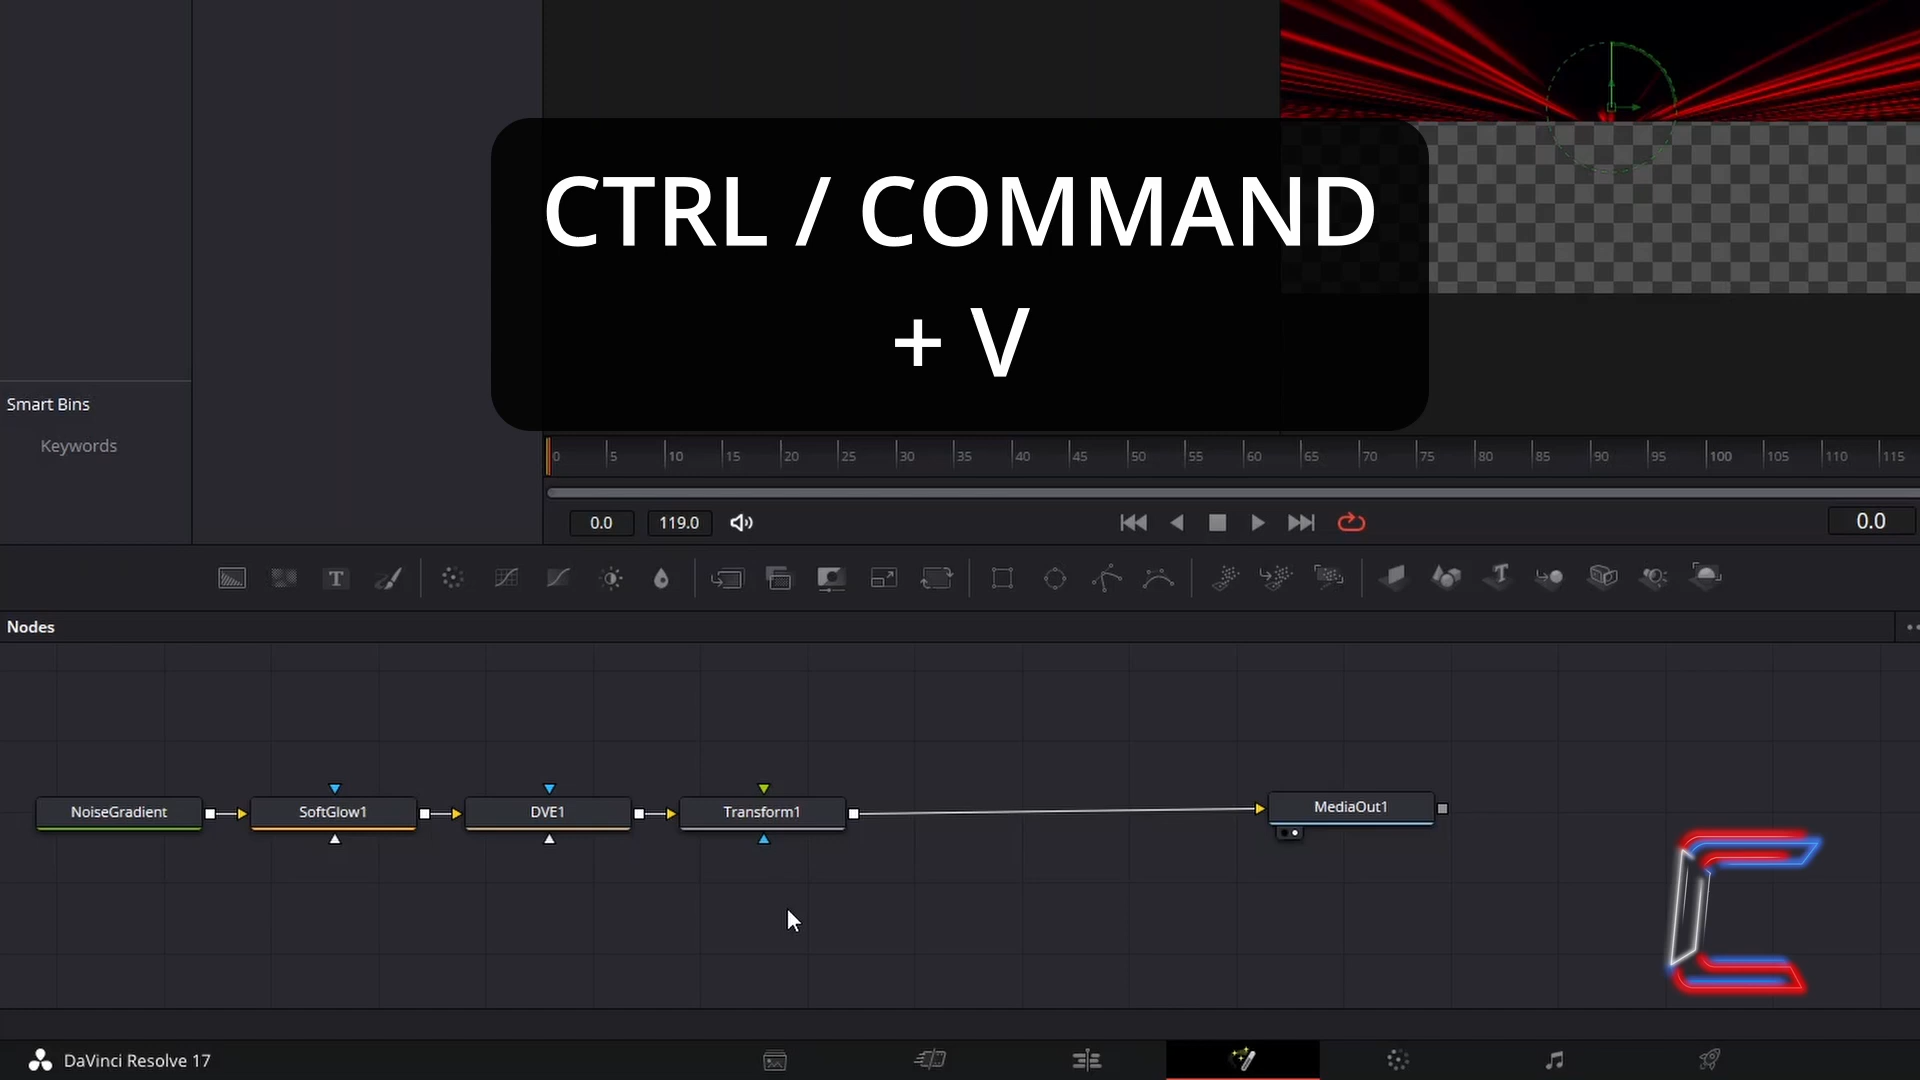 CTRL / COMMAND
+ V
Smart Bins
Keywords
0 5 10 15 20 25 30 35 40 45 50 55 60 65 70 75 80 85 90 95 100 105 110 115
0.0 119.0 0.0
T
T
Nodes
NoiseGradient SoftGlow1 DVE1 Transform1 MediaOut1
C
DaVinci Resolve 17